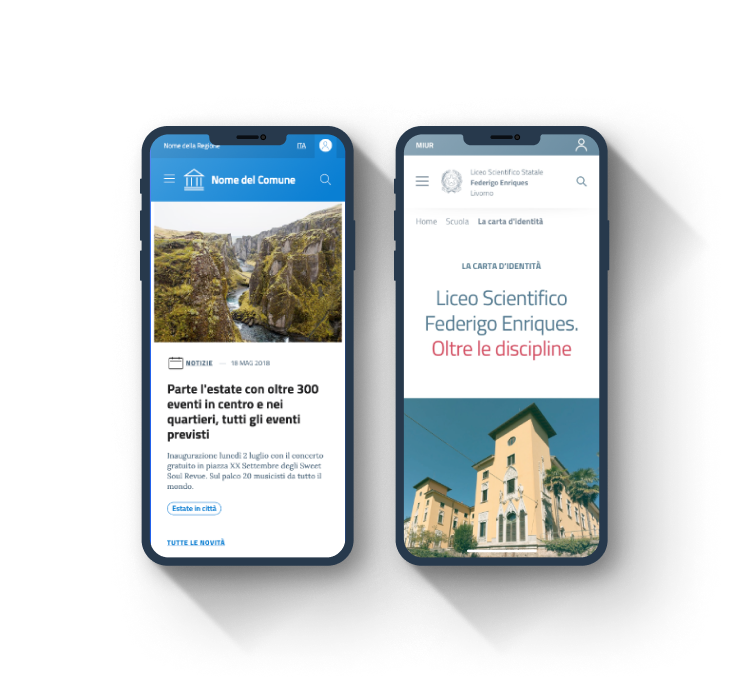 Nome della Regione
ITA
Nome del Comune
NOTIZIE — 18 MAG 2018
Parte l'estate con oltre 300
eventi in centro e nei
quartieri, tutti gli eventi
previsti
Inaugurazione lunedì 2 luglio con il concerto
gratuito in piazza XX Settembre degli Sweet
Soul Revue. Sul palco 20 musicisti da tutto il
mondo.
Estate in città
TUTTE LE NOVITÀ
MIUR
Liceo Scientifico Statale
Federigo Enriques
Livorno
Home Scuola La carta d'identità
LA CARTA D'IDENTITÀ
Liceo Scientifico
Federigo Enriques.
Oltre le discipline